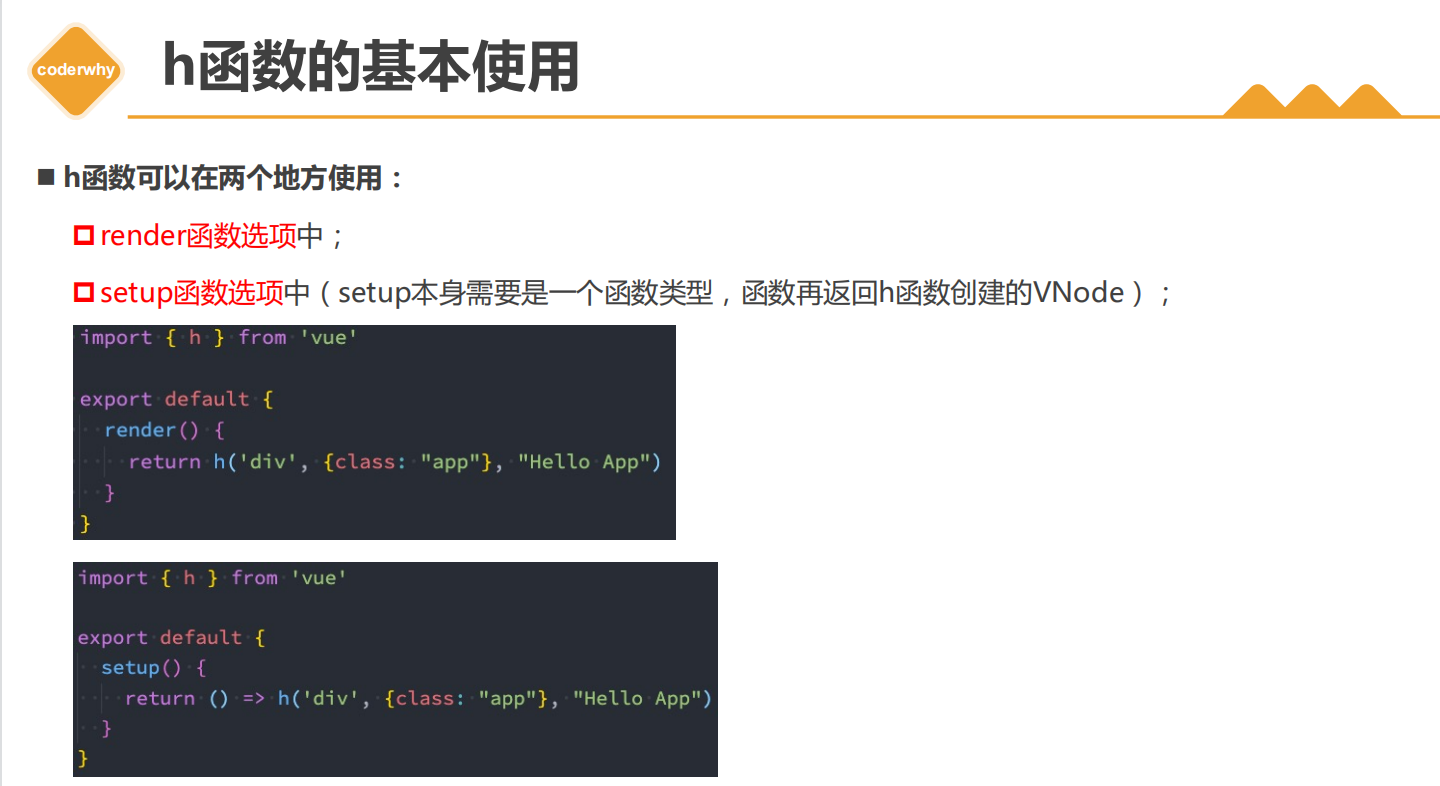 coderwhy
h函数的基本使用
h函数可以在两个地方使用：
render函数选项中；
setup函数选项中（setup本身需要是一个函数类型，函数再返回h函数创建的VNode）；
import { h } from 'vue'
export default {
  render() {
    return h('div', {class: "app"}, "Hello App")
  }
}
import { h } from 'vue'
export default {
  setup() {
    return () => h('div', {class: "app"}, "Hello App")
  }
}